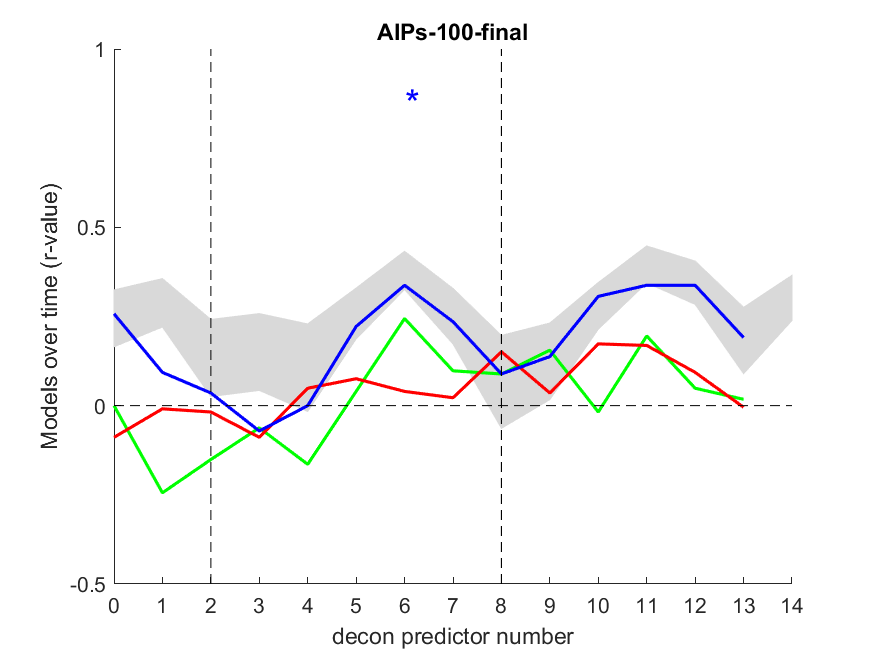 AIPs-100-final
1
*
0.5
0
-0.5
Models over time (r-value)
0 1 2 3 4 5 6 7 8 9 10 11 12 13 14
decon predictor number